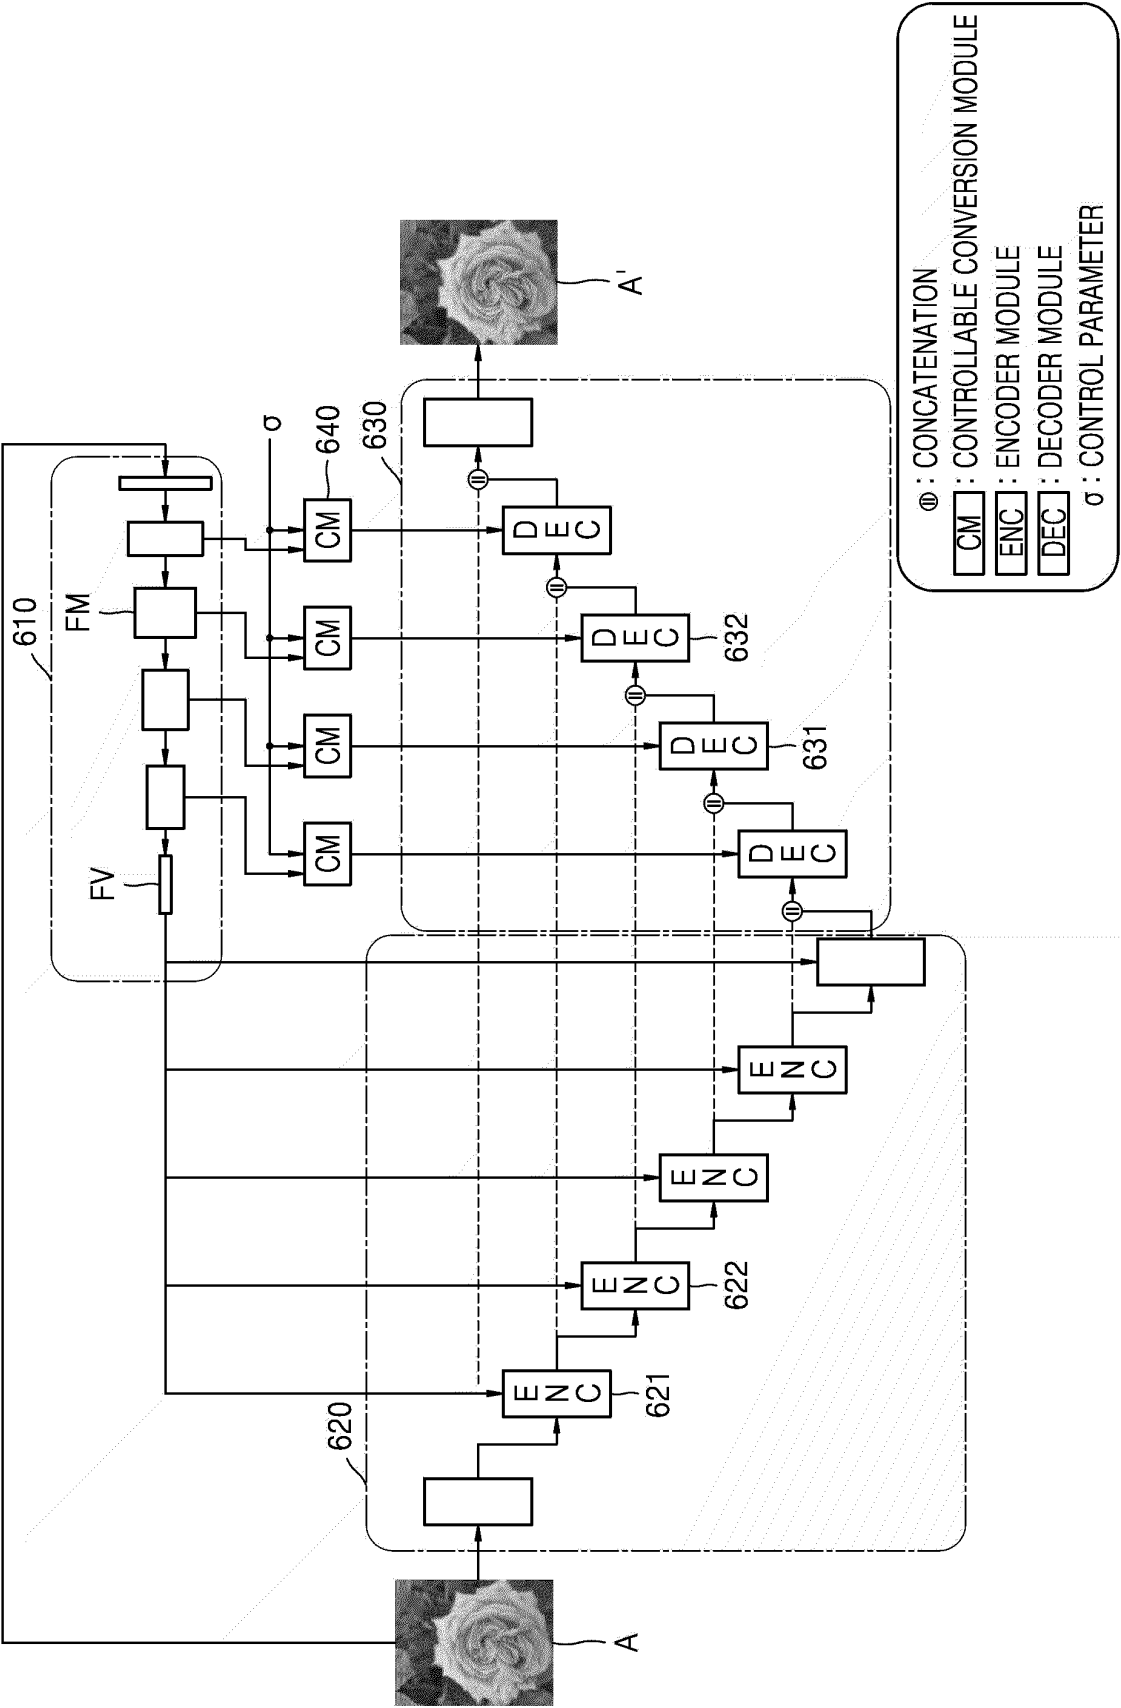 610
FV
FM
σ
CM
CM
CM
CM
640
620
630
A
ENC
621
ENC
622
ENC
ENC
DEC
DEC
631
DEC
632
DEC
A'
⊜ : CONCATENATION
CM : CONTROLLABLE CONVERSION MODULE
ENC : ENCODER MODULE
DEC : DECODER MODULE
σ : CONTROL PARAMETER